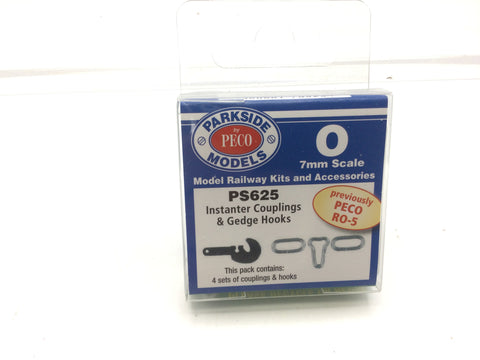 PARKSIDE
by
PECO
MODELS
O
7mm Scale
Model Railway Kits and Accessories
PS625
Instanter Couplings
& Gedge Hooks
previously
PECO
RO-5
This pack contains:
4 sets of couplings & hooks